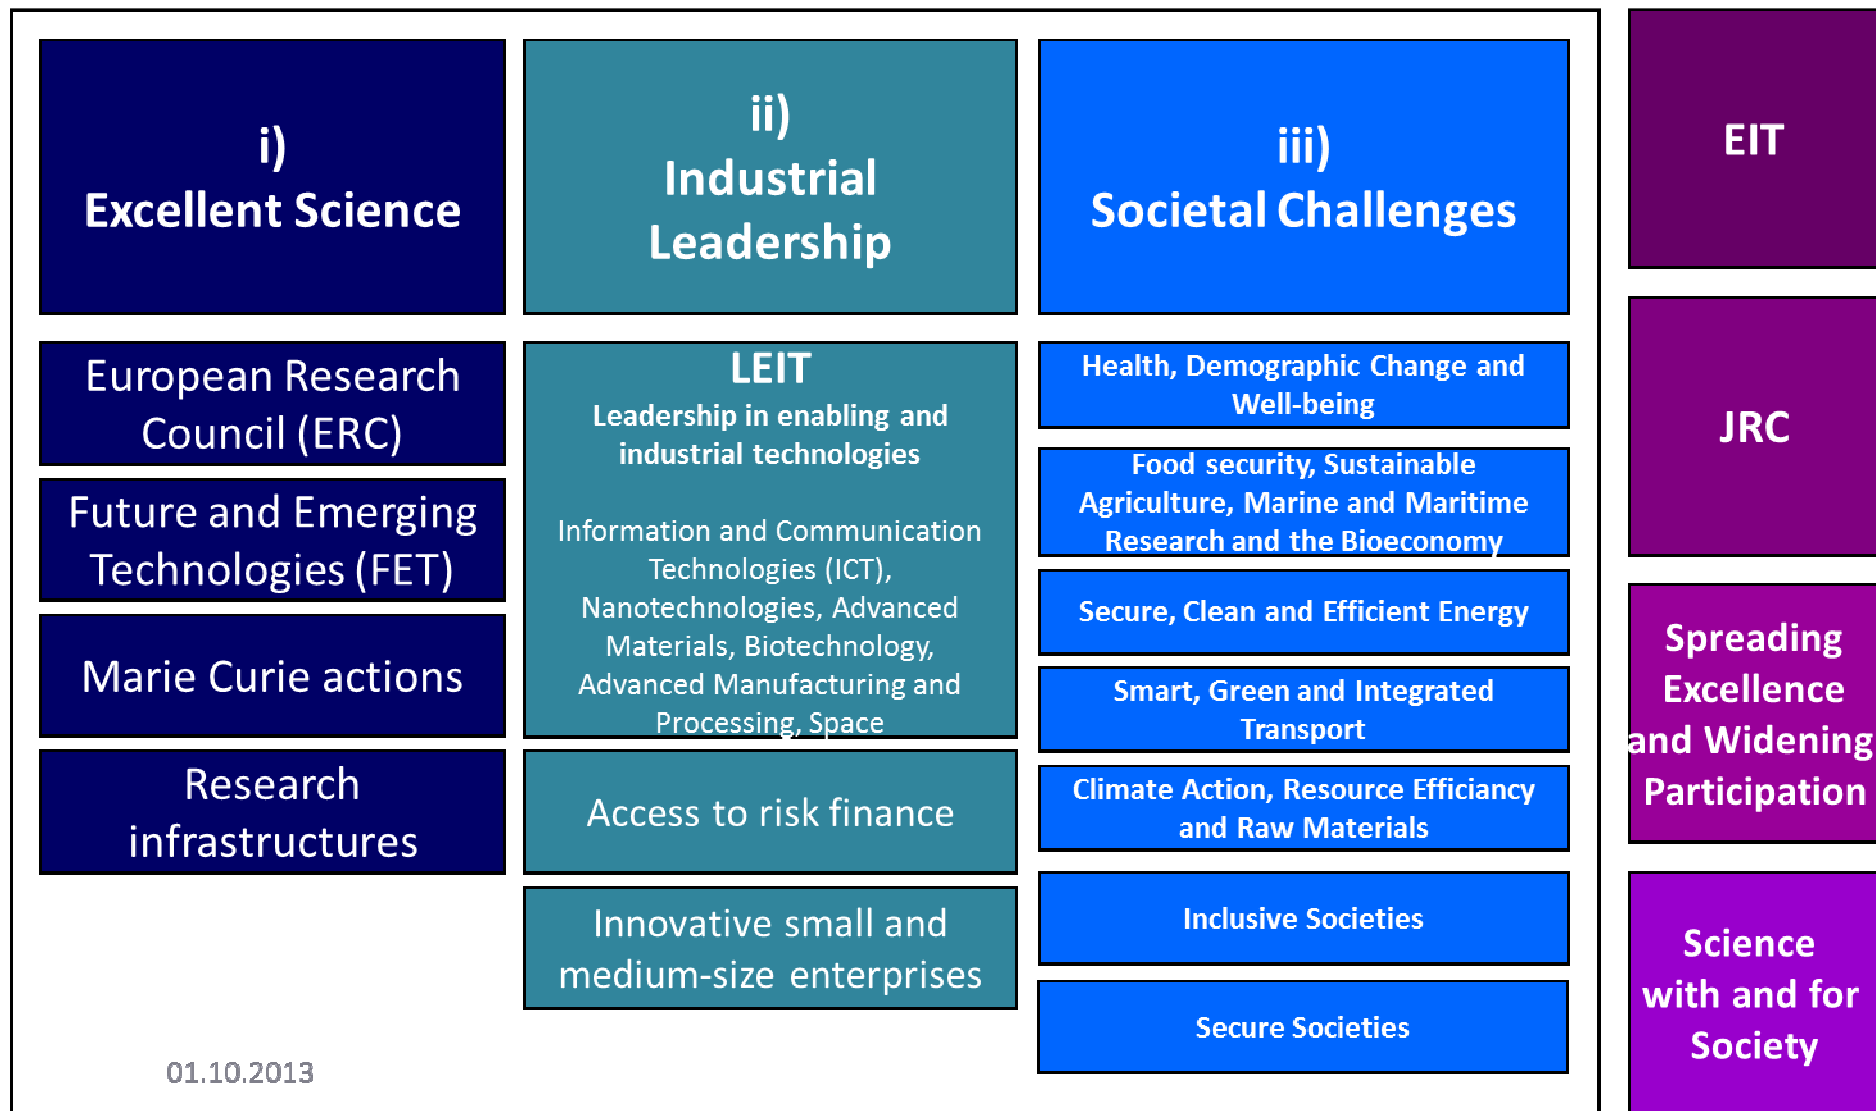 i)
Excellent Science
European Research
Council (ERC)
Future and Emerging
Technologies (FET)
Marie Curie actions
Research
infrastructures
ii)
Industrial
Leadership
LEIT
Leadership in enabling and
industrial technologies
Information and Communication
Technologies (ICT),
Nanotechnologies, Advanced
Materials, Biotechnology,
Advanced Manufacturing and
Processing, Space
Access to risk finance
Innovative small and
medium-size enterprises
iii)
Societal Challenges
Health, Demographic Change and
Well-being
Food security, Sustainable
Agriculture, Marine and Maritime
Research and the Bioeconomy
Secure, Clean and Efficient Energy
Smart, Green and Integrated
Transport
Climate Action, Resource Efficiancy
and Raw Materials
Inclusive Societies
Secure Societies
EIT
JRC
Spreading
Excellence
and Widening
Participation
Science
with and for
Society
01.10.2013